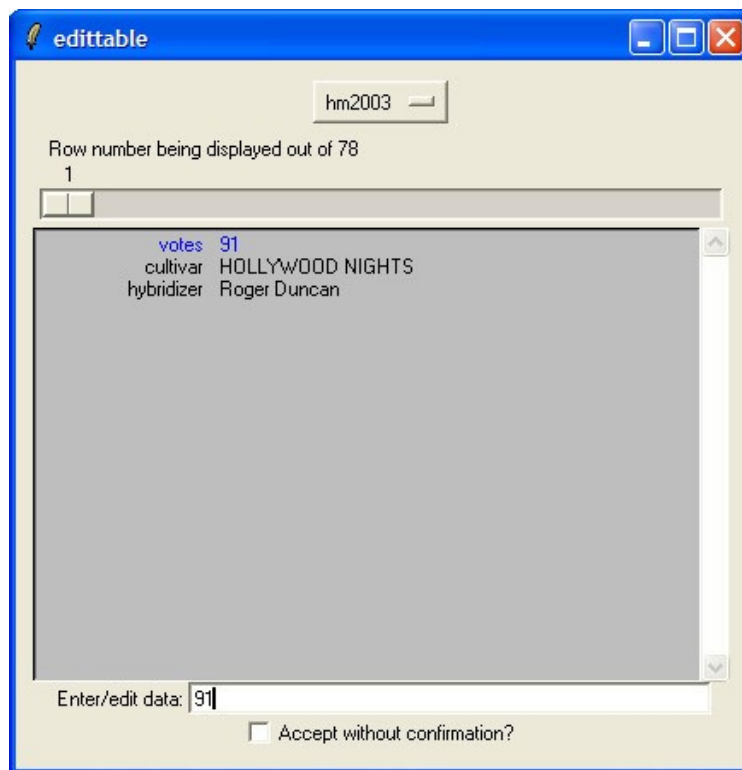 edittable
hm2003
Row number being displayed out of 78
1
votes 91
cultivar HOLLYWOOD NIGHTS
hybridizer Roger Duncan
Enter/edit data: 91
Accept without confirmation?